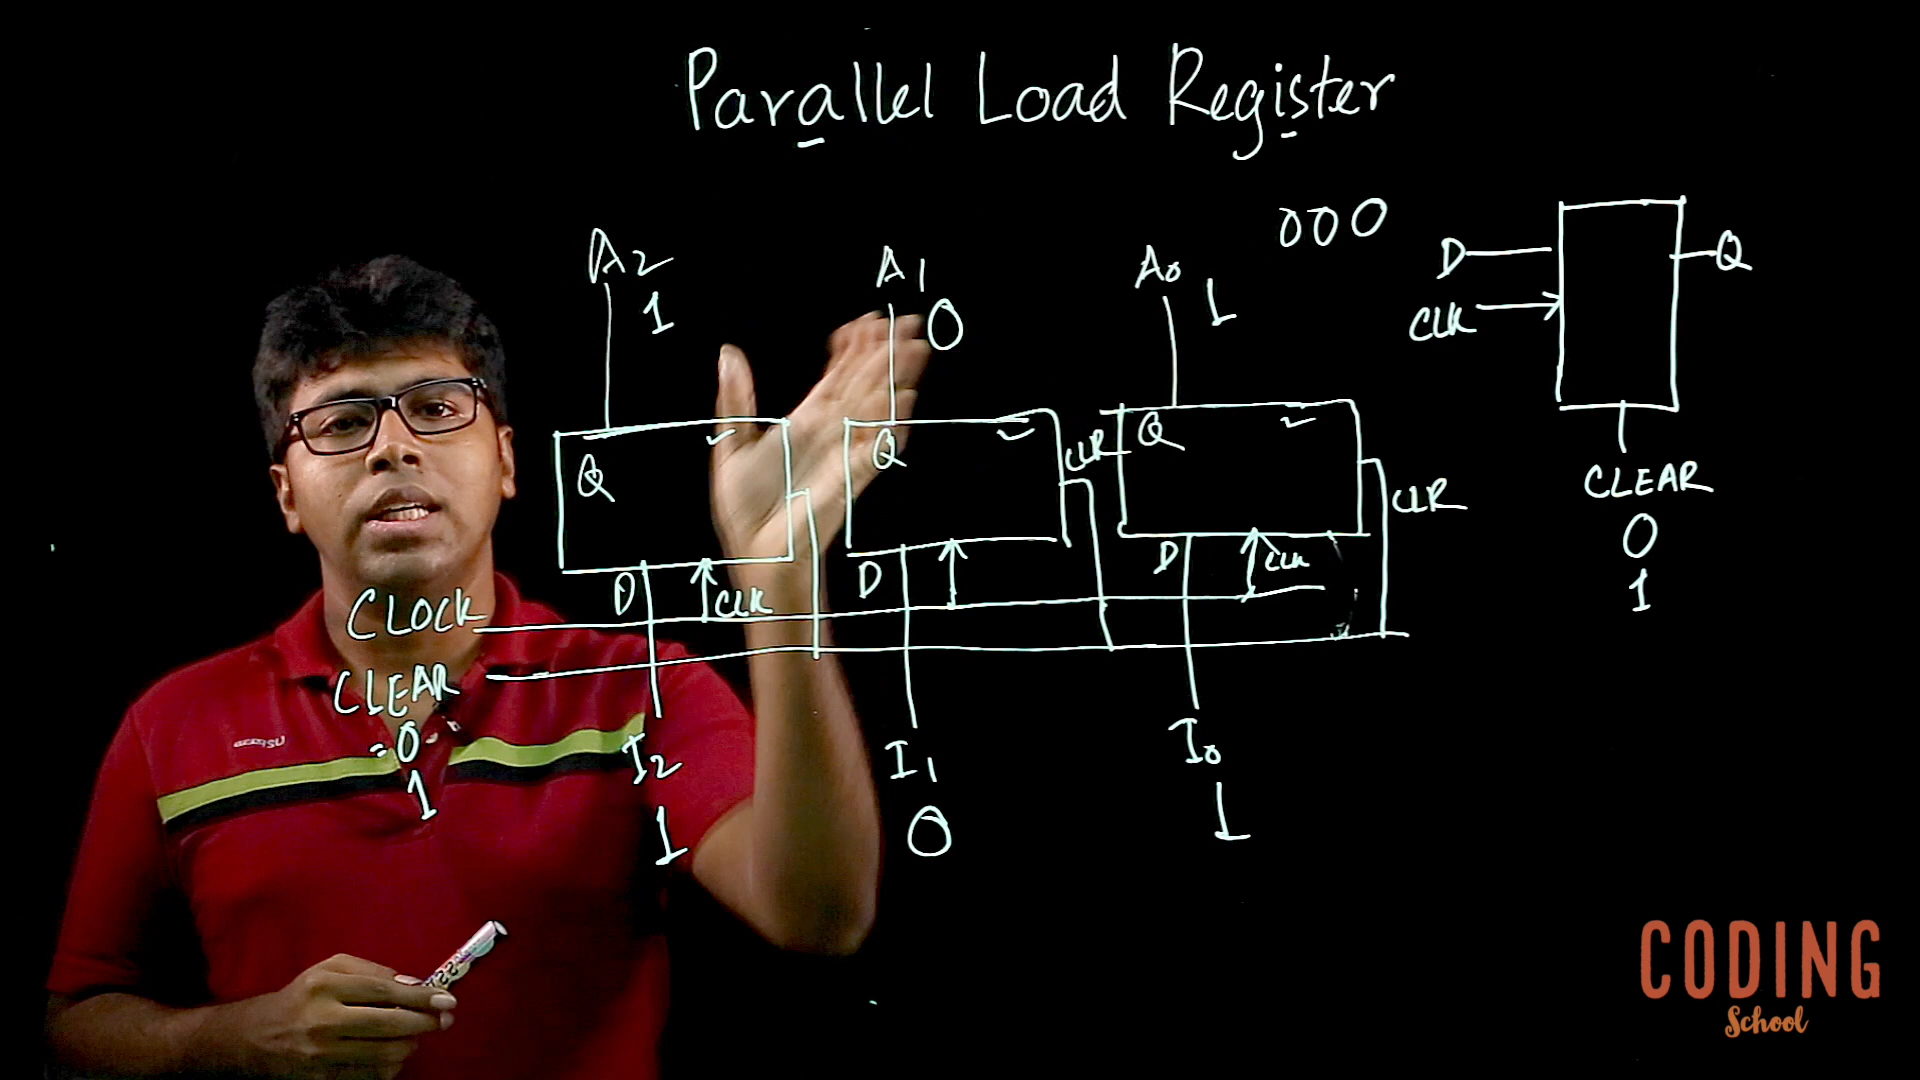 Parallel Load Register
000
A2
1
A1
0
A0
1
D
Q
CLK
CLEAR
0
1
Q
Q
CLR
Q
CLR
D
CLK
D
D
CLK
CLOCK
CLEAR
=0
1
I2
1
I1
0
I0
1
CODING
School